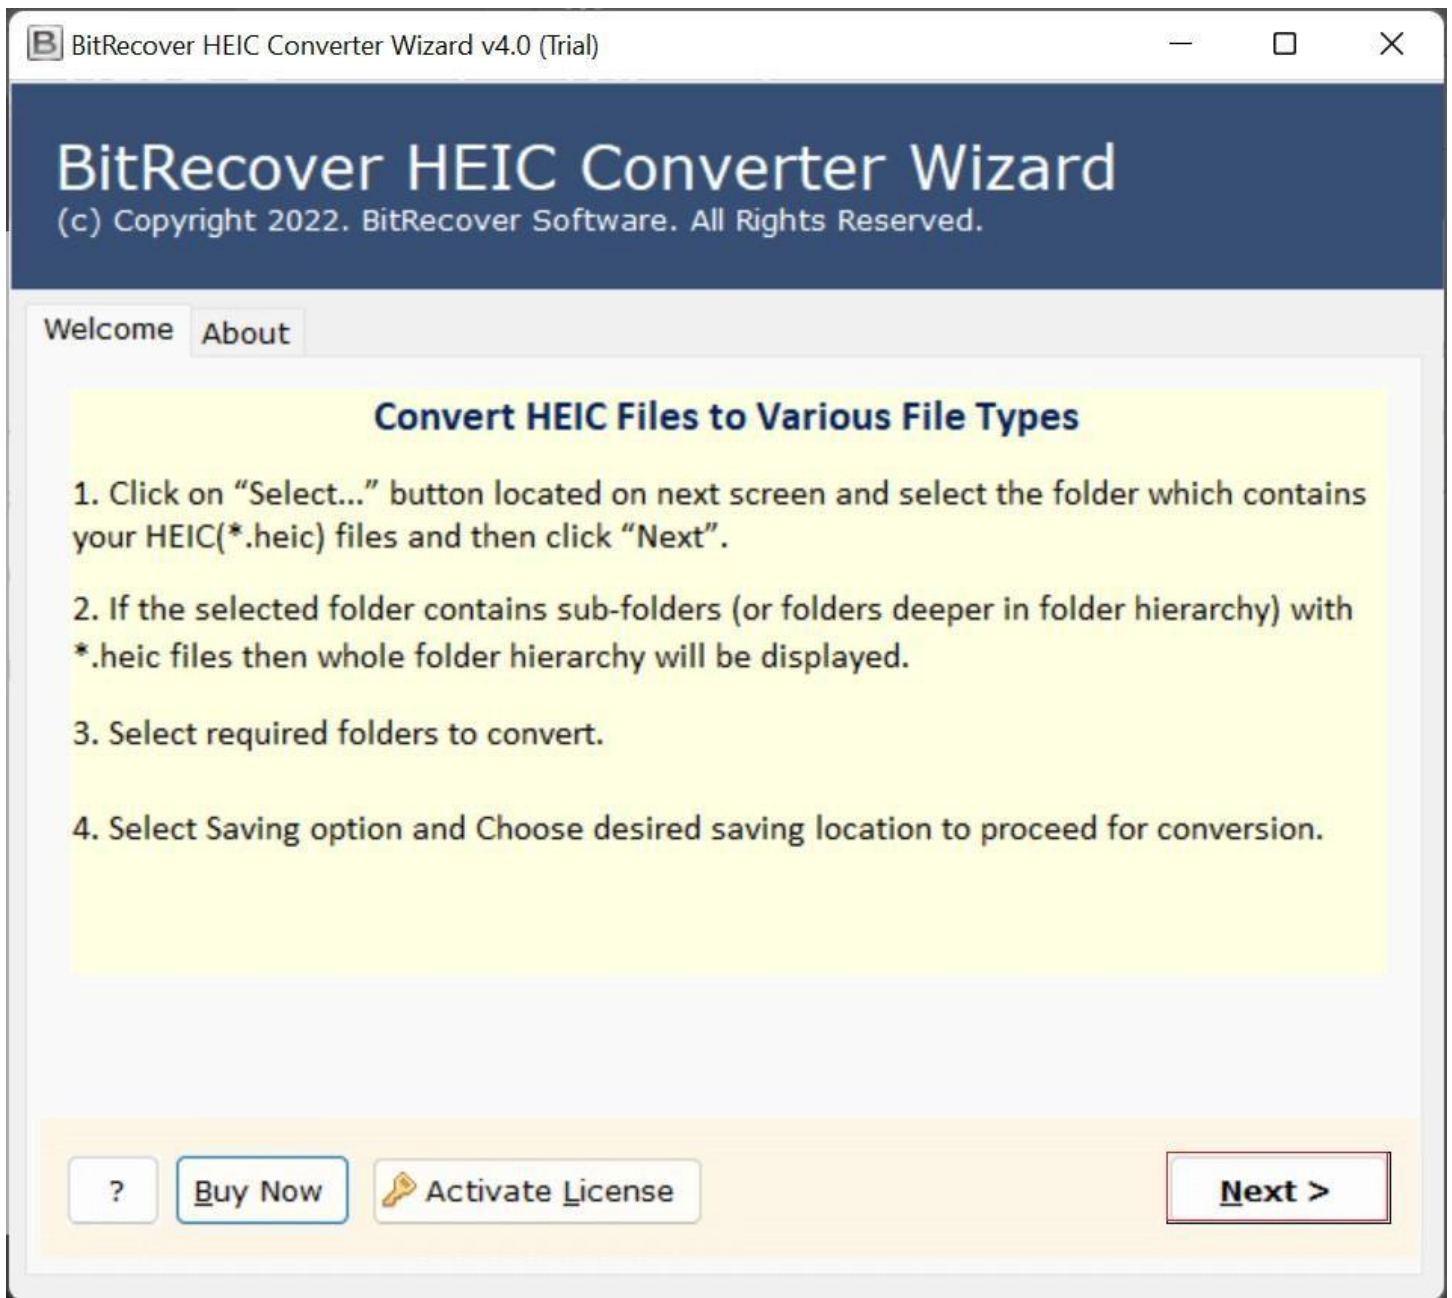 BitRecover HEIC Converter Wizard v4.0 (Trial)
BitRecover HEIC Converter Wizard
(c) Copyright 2022. BitRecover Software. All Rights Reserved.
Welcome About
Convert HEIC Files to Various File Types
1. Click on “Select...” button located on next screen and select the folder which contains
your HEIC(*.heic) files and then click “Next”.
2. If the selected folder contains sub-folders (or folders deeper in folder hierarchy) with
*.heic files then whole folder hierarchy will be displayed.
3. Select required folders to convert.
4. Select Saving option and Choose desired saving location to proceed for conversion.
? Buy Now Activate License Next >